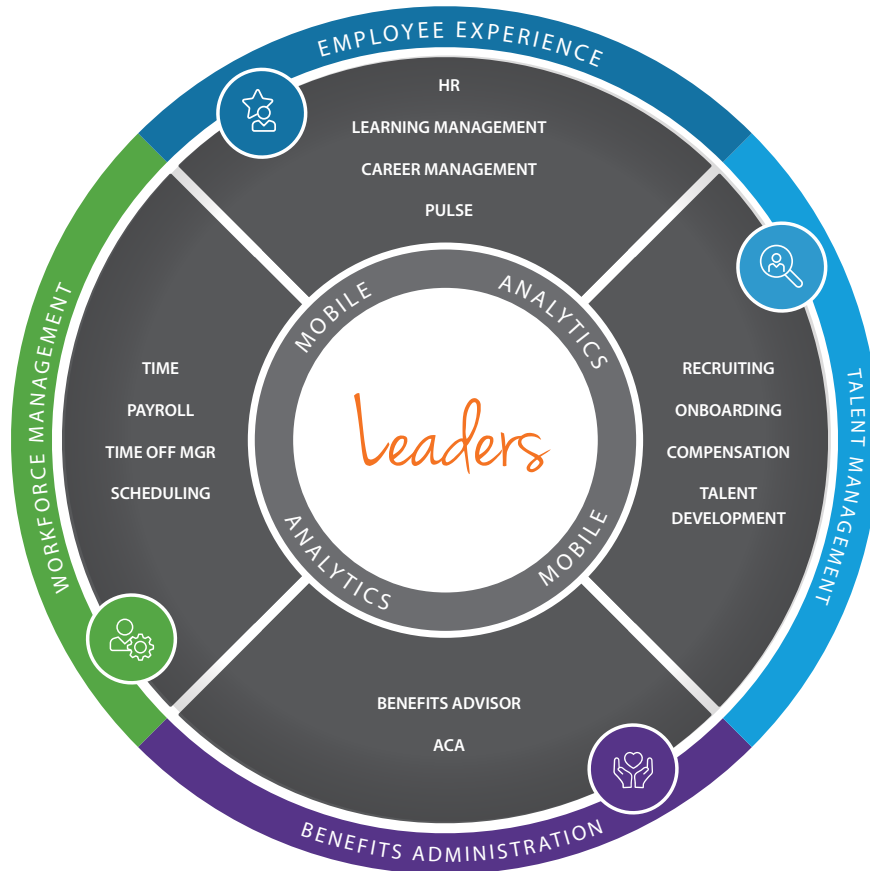 EMPLOYEE EXPERIENCE
HR
LEARNING MANAGEMENT
CAREER MANAGEMENT
PULSE
MOBILE
ANALYTICS
WORKFORCE MANAGEMENT
TIME
PAYROLL
TIME OFF MGR
SCHEDULING
Leaders
RECRUITING
ONBOARDING
COMPENSATION
TALENT
DEVELOPMENT
TALENT MANAGEMENT
ANALYTICS
MOBILE
BENEFITS ADVISOR
ACA
BENEFITS ADMINISTRATION